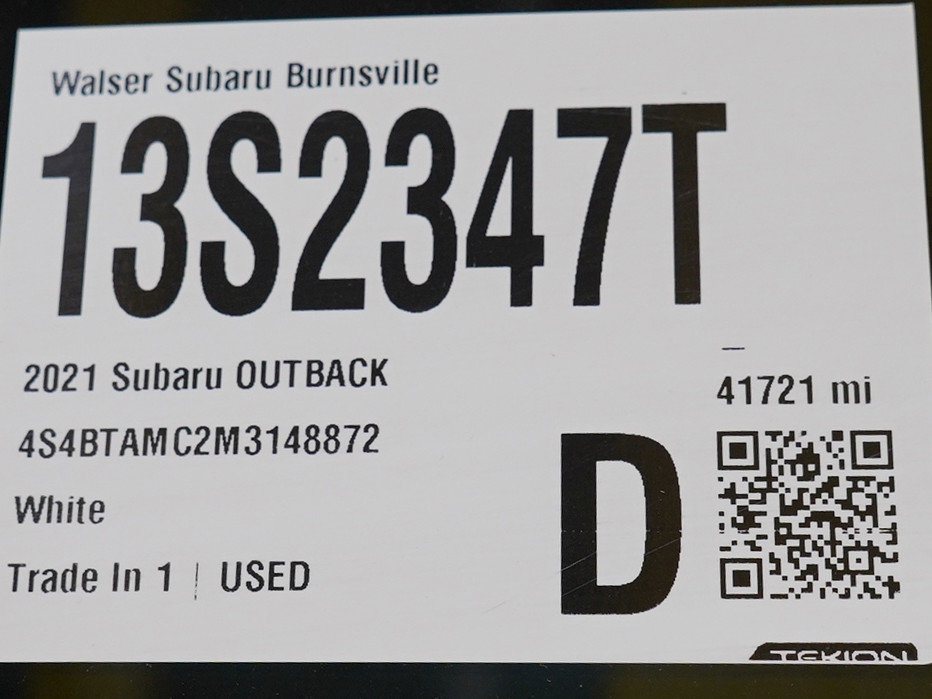 Walser Subaru Burnsville
13S2347T
2021 Subaru OUTBACK
41721 mi
4S4BTAMC2M3148872
White
D
Trade In 1 | USED
TEKION